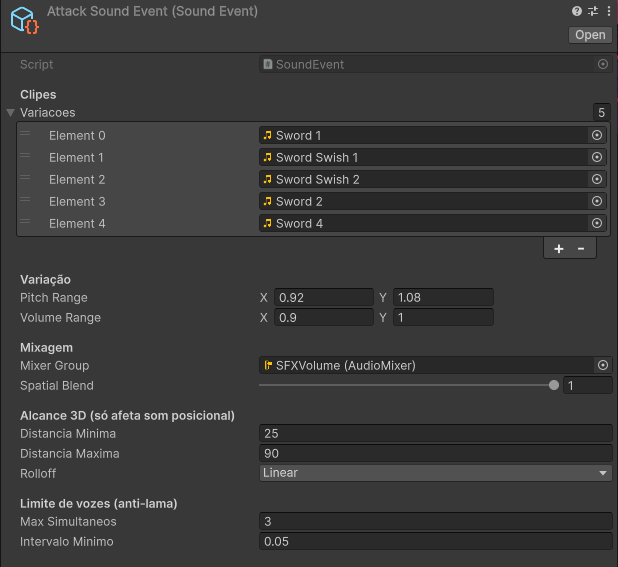 Attack Sound Event (Sound Event)
Open
Script SoundEvent
Clipes
Variacoes 5
Element 0 Sword 1
Element 1 Sword Swish 1
Element 2 Sword Swish 2
Element 3 Sword 2
Element 4 Sword 4
+ -
Variação
Pitch Range X 0.92 Y 1.08
Volume Range X 0.9 Y 1
Mixagem
Mixer Group SFXVolume (AudioMixer)
Spatial Blend 1
Alcance 3D (só afeta som posicional)
Distancia Minima 25
Distancia Maxima 90
Rolloff Linear
Limite de vozes (anti-lama)
Max Simultaneos 3
Intervalo Minimo 0.05